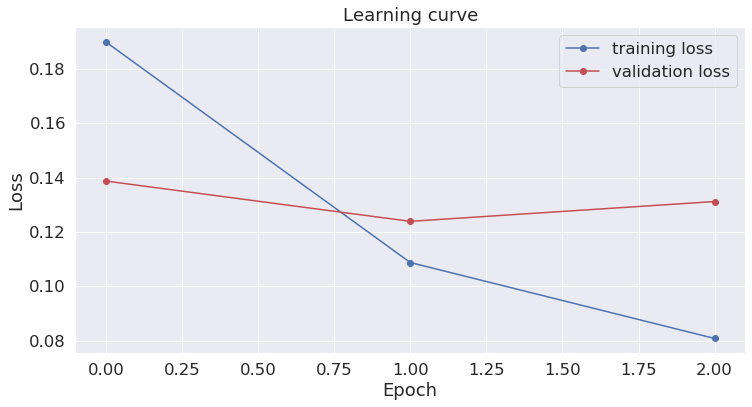 Learning curve
training loss
validation loss
Loss
0.18
0.16
0.14
0.12
0.10
0.08
0.00 0.25 0.50 0.75 1.00 1.25 1.50 1.75 2.00
Epoch